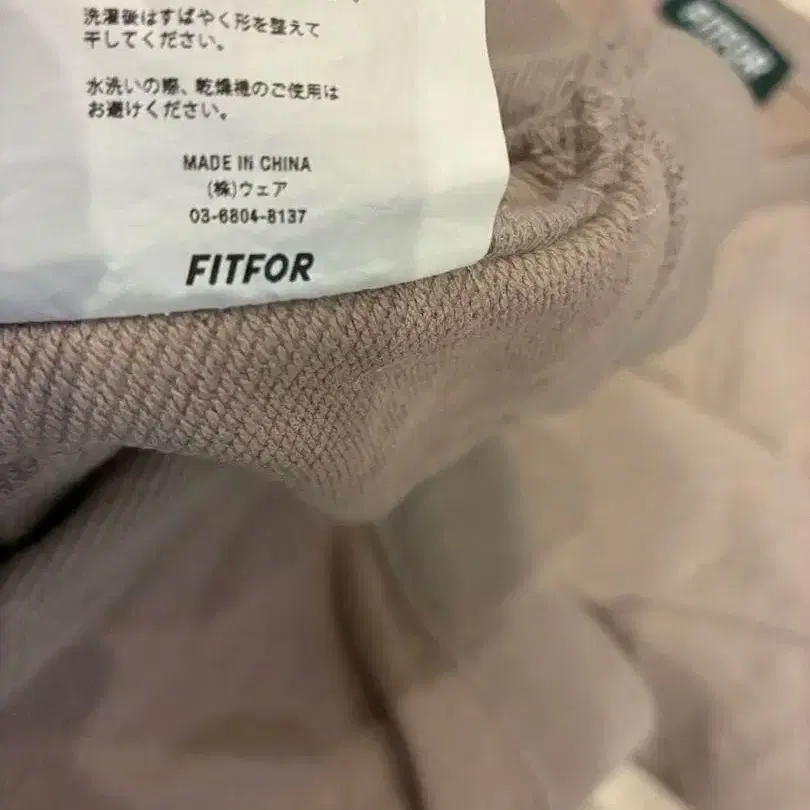 洗濯後はすばやく形を整えて
干してください。
水洗いの際、乾燥機のご使用は
お避けください。
MADE IN CHINA
(株)ウェア
03-6804-8137
FITFOR
FITFOR